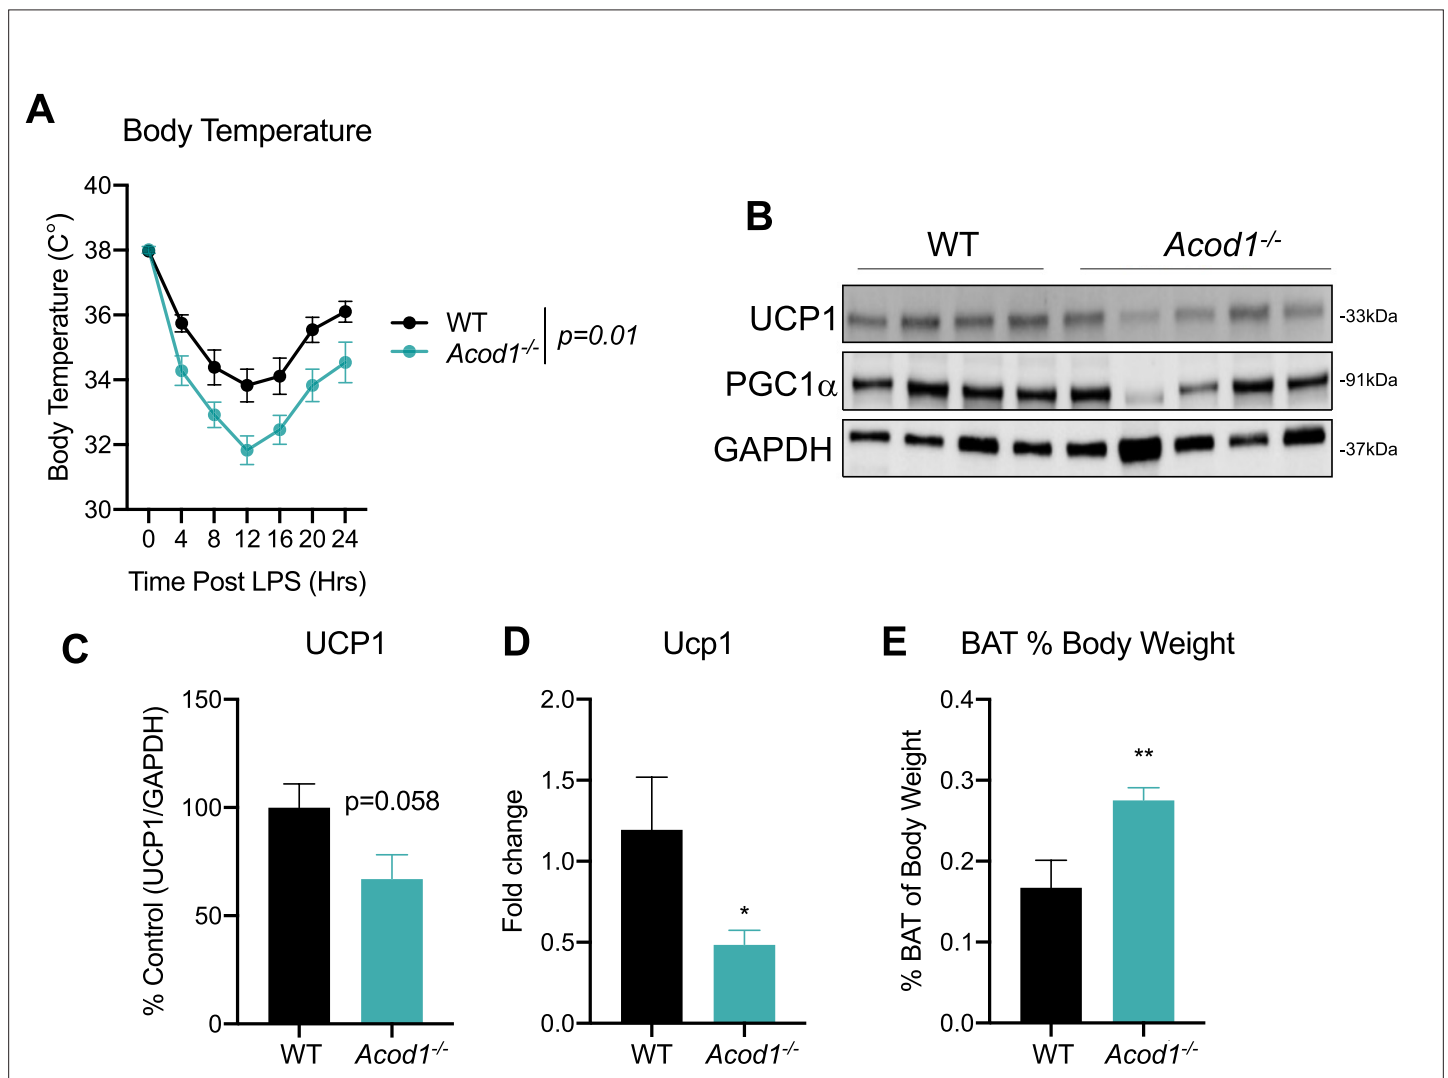 A
Body Temperature
Body Temperature (C°)
40
38
36
34
32
30
0 4 8 12 16 20 24
Time Post LPS (Hrs)
WT
Acod1-/-
p=0.01
B
WT Acod1-/-
UCP1 -33kDa
PGC1α -91kDa
GAPDH -37kDa
C
UCP1
% Control (UCP1/GAPDH)
150
100
50
0
p=0.058
WT Acod1-/-
D
Ucp1
Fold change
2.0
1.5
1.0
0.5
0.0
*
WT Acod1-/-
E
BAT % Body Weight
% BAT of Body Weight
0.4
0.3
0.2
0.1
0.0
**
WT Acod1-/-